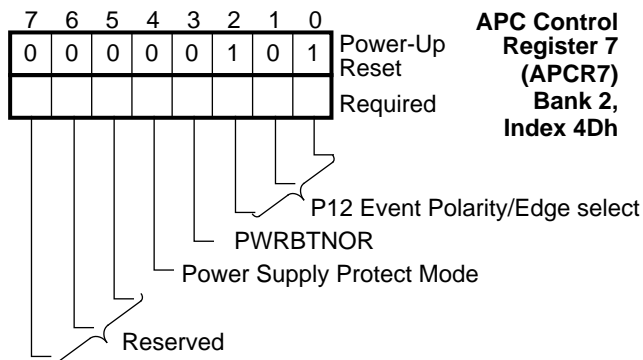 7 6 5 4 3 2 1 0
0 0 0 0 0 1 0 1
Power-Up
Reset
Required
APC Control
Register 7
(APCR7)
Bank 2,
Index 4Dh
P12 Event Polarity/Edge select
PWRBTNOR
Power Supply Protect Mode
Reserved